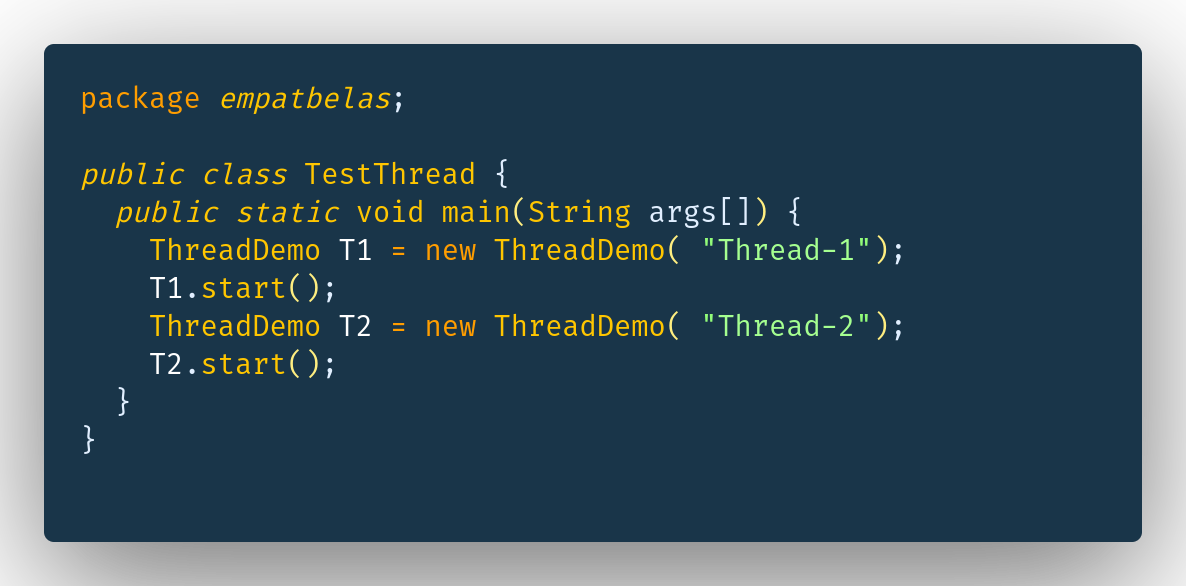 package empatbelas;

public class TestThread {
  public static void main(String args[]) {
    ThreadDemo T1 = new ThreadDemo( "Thread-1");
    T1.start();
    ThreadDemo T2 = new ThreadDemo( "Thread-2");
    T2.start();
  }
}